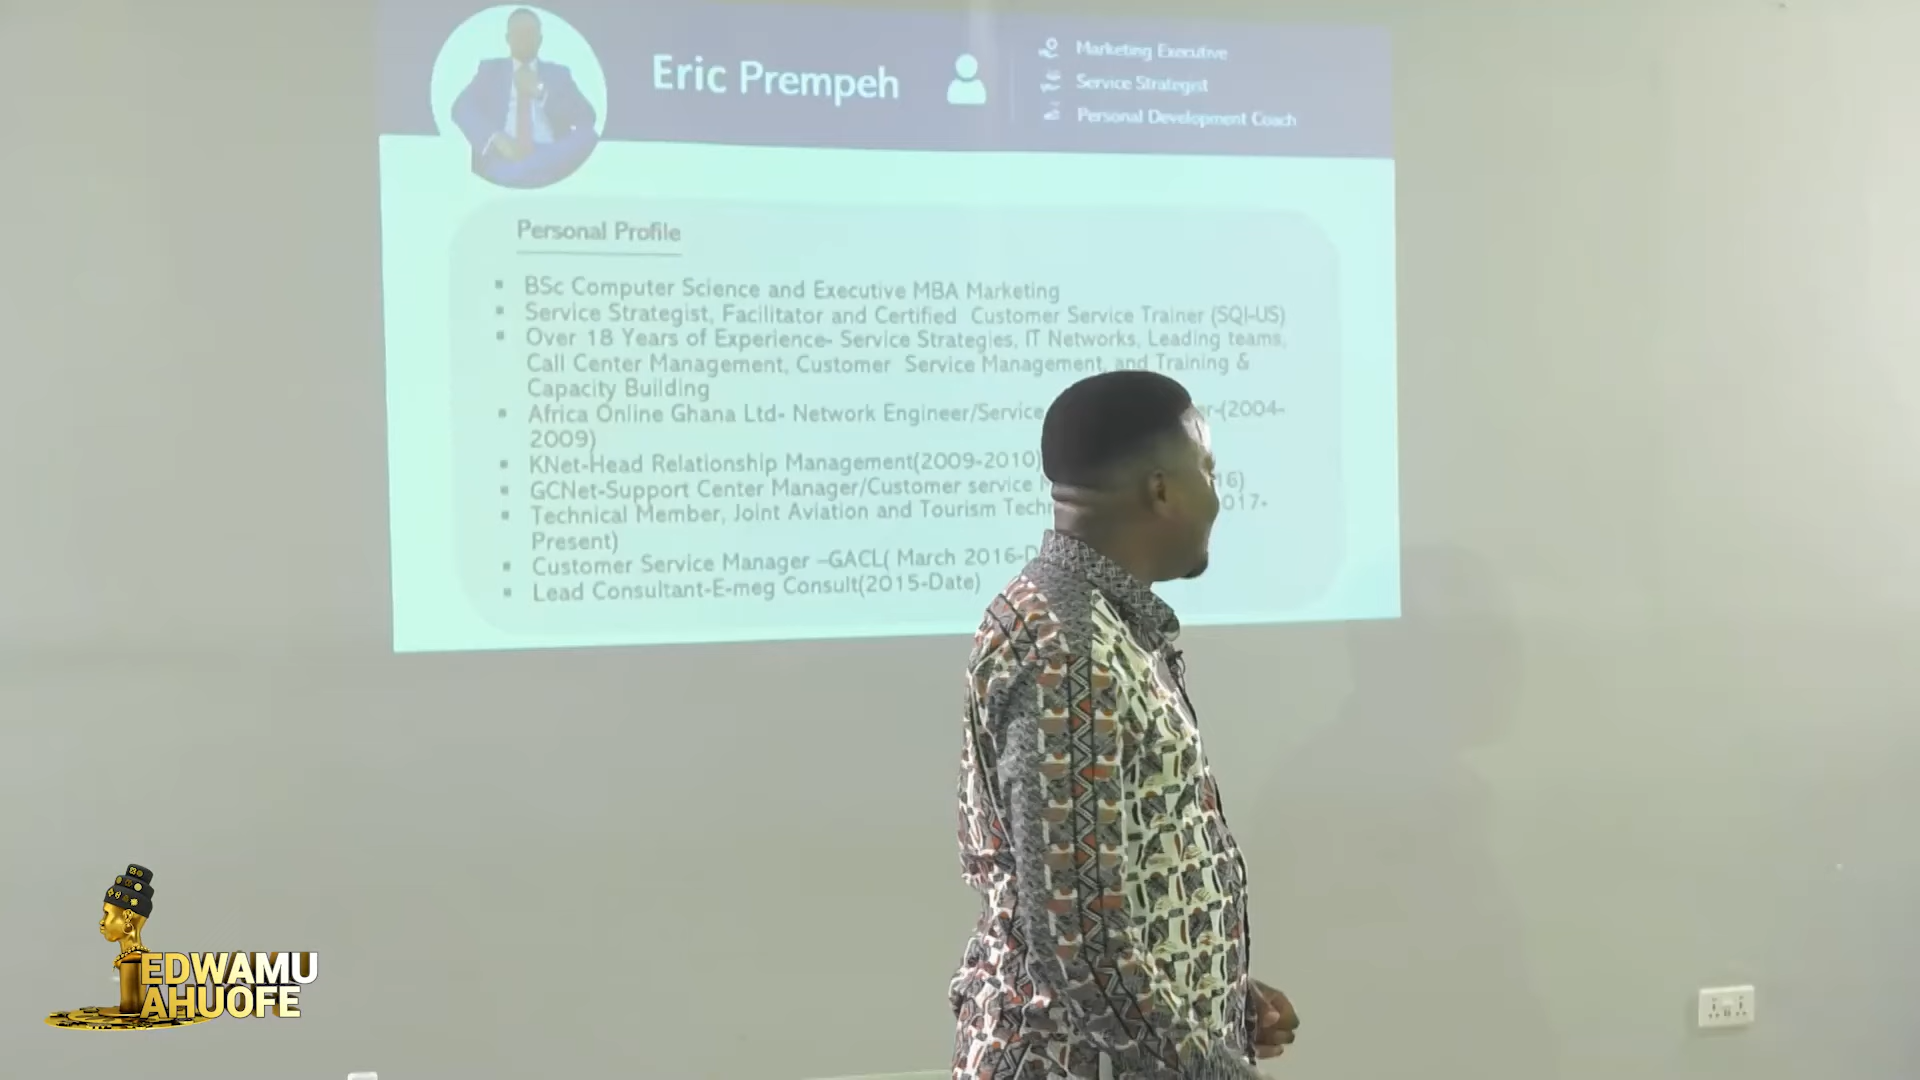 Eric Prempeh
Marketing Executive
Service Strategist
Personal Development Coach
Personal Profile
BSc Computer Science and Executive MBA Marketing
Service Strategist, Facilitator and Certified Customer Service Trainer (SQI-US)
Over 18 Years of Experience- Service Strategies, IT Networks, Leading teams,
Call Center Management, Customer Service Management, and Training &
Capacity Building
Africa Online Ghana Ltd- Network Engineer/Service r-(2004-
2009)
KNet-Head Relationship Management(2009-2010)
GCNet-Support Center Manager/Customer service 16)
Technical Member, Joint Aviation and Tourism Tech 017-
Present)
Customer Service Manager –GACL( March 2016-
Lead Consultant-E-meg Consult(2015-Date)
EDWAMU
AHUOFE